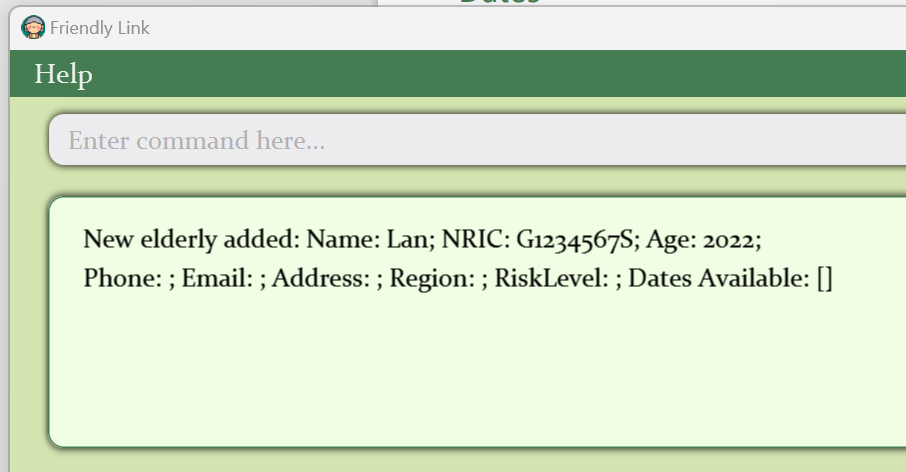 Dates
Friendly Link
Help
Enter command here...
New elderly added: Name: Lan; NRIC: G1234567S; Age: 2022;
Phone: ; Email: ; Address: ; Region: ; RiskLevel: ; Dates Available: []